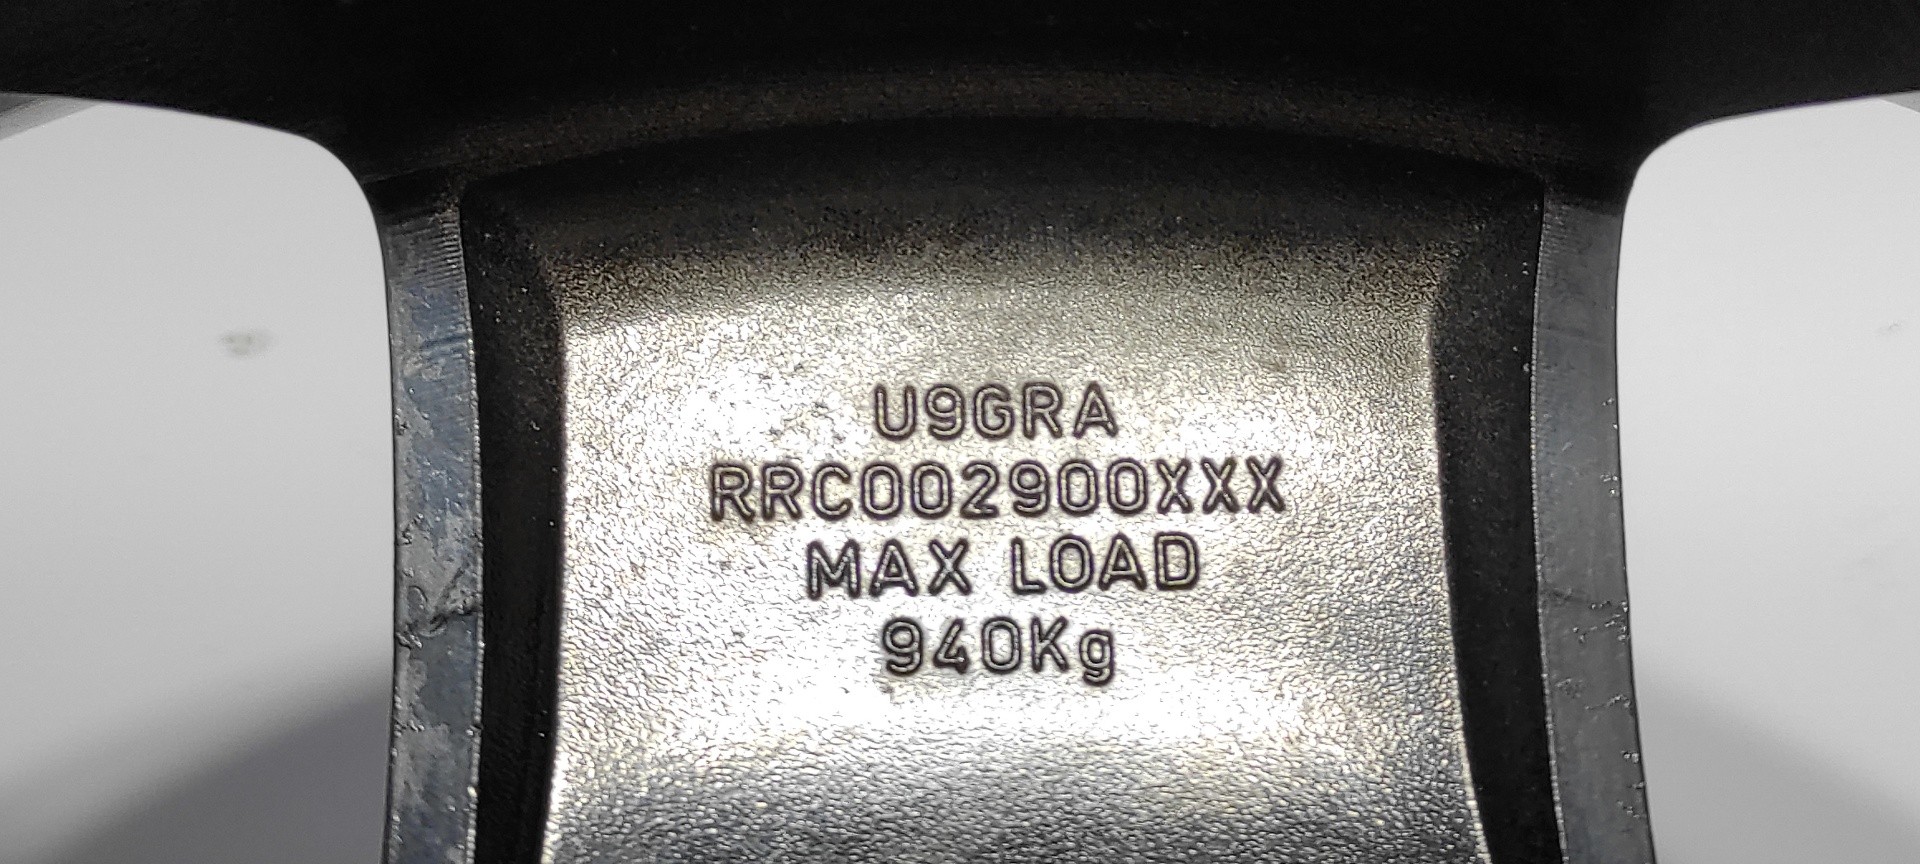 U9GRA
RRC002900XXX
MAX LOAD
940Kg